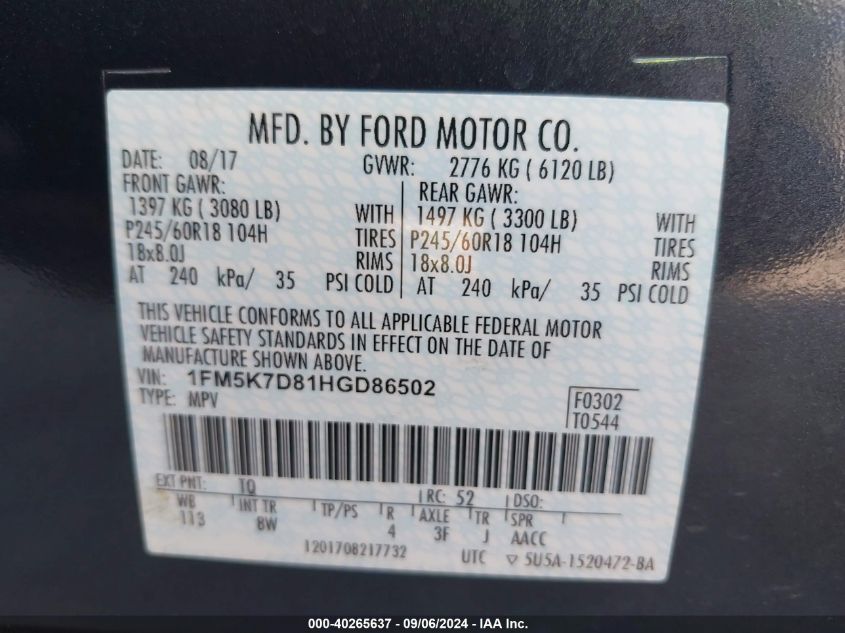 MFD. BY FORD MOTOR CO.
DATE: 08/17 GVWR: 2776 KG ( 6120 LB)
FRONT GAWR: REAR GAWR:
1397 KG ( 3080 LB) WITH 1497 KG ( 3300 LB) WITH
P245/60R18 104H TIRES P245/60R18 104H TIRES
18x8.0J RIMS 18x8.0J RIMS
AT 240 kPa/ 35 PSI COLD AT 240 kPa/ 35 PSI COLD
THIS VEHICLE CONFORMS TO ALL APPLICABLE FEDERAL MOTOR
VEHICLE SAFETY STANDARDS IN EFFECT ON THE DATE OF
MANUFACTURE SHOWN ABOVE.
VIN: 1FM5K7D81HGD86502
TYPE: MPV F0302
T0544
EXT PNT: TQ RC: 52 DSO:
WB INT TR TP/PS R AXLE TR SPR
113 8W 4 3F J AACC
1201708217732 UTC ▽ 5U5A-1520472-BA
000-40265637 - 09/06/2024 - IAA Inc.